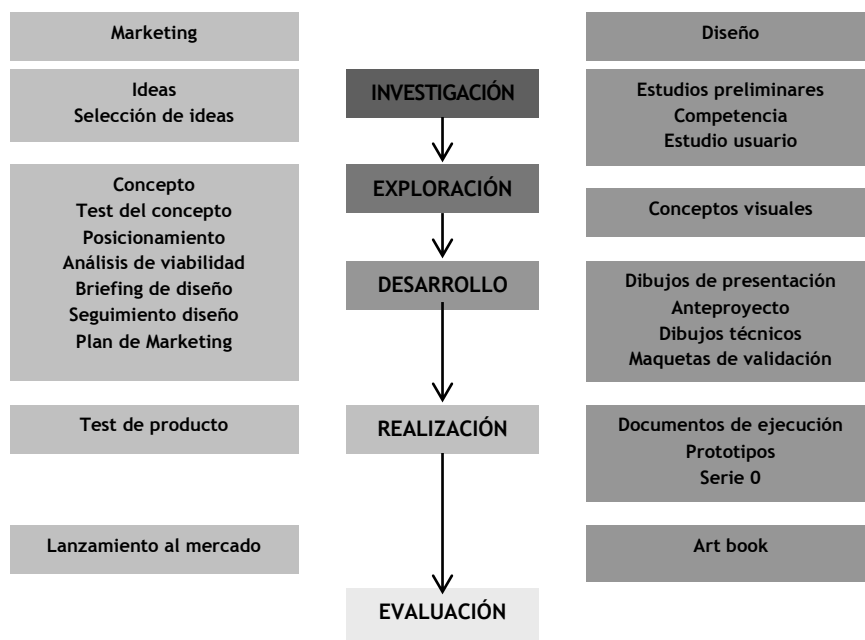 Marketing
Diseño
Ideas
Selección de ideas
INVESTIGACIÓN
Estudios preliminares
Competencia
Estudio usuario
Concepto
Test del concepto
Posicionamiento
Análisis de viabilidad
Briefing de diseño
Seguimiento diseño
Plan de Marketing
EXPLORACIÓN
Conceptos visuales
DESARROLLO
Dibujos de presentación
Anteproyecto
Dibujos técnicos
Maquetas de validación
Test de producto
REALIZACIÓN
Documentos de ejecución
Prototipos
Serie 0
Lanzamiento al mercado
Art book
EVALUACIÓN